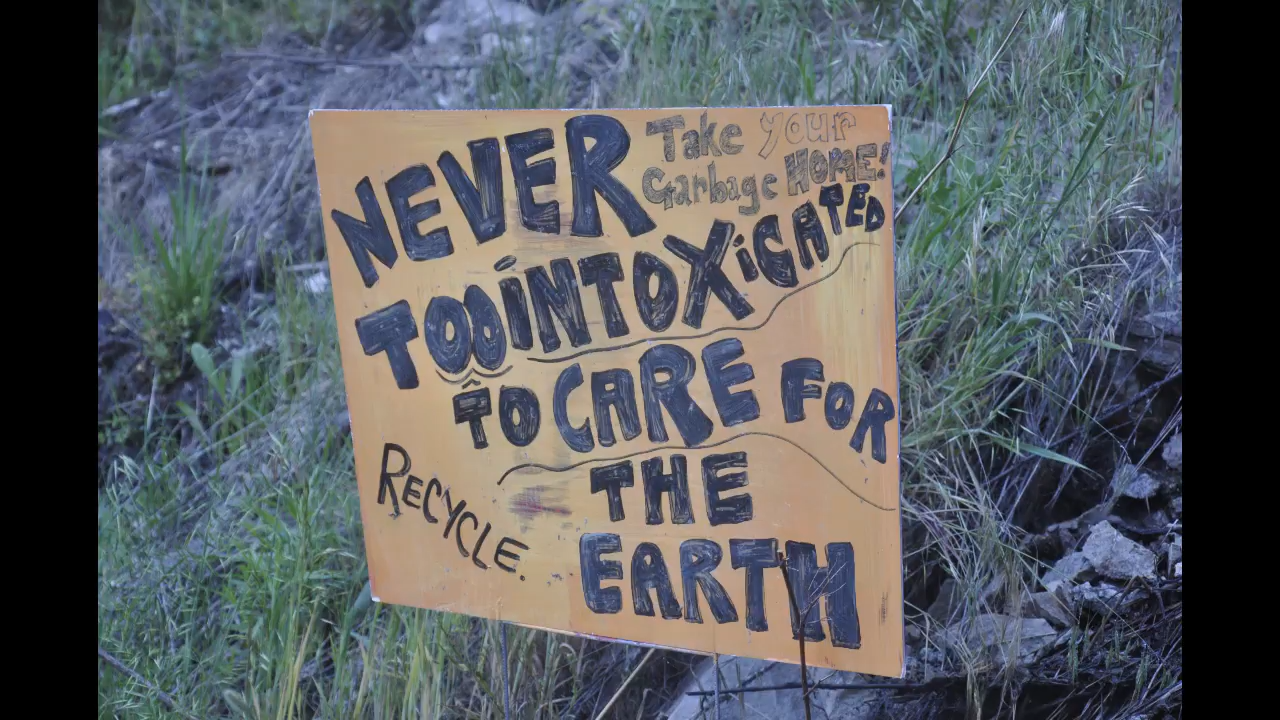 NEVER
Take your
Garbage HOME!
TOO iNTOXiCATED
TO CARE FOR
THE
EARTH
RECYCLE.